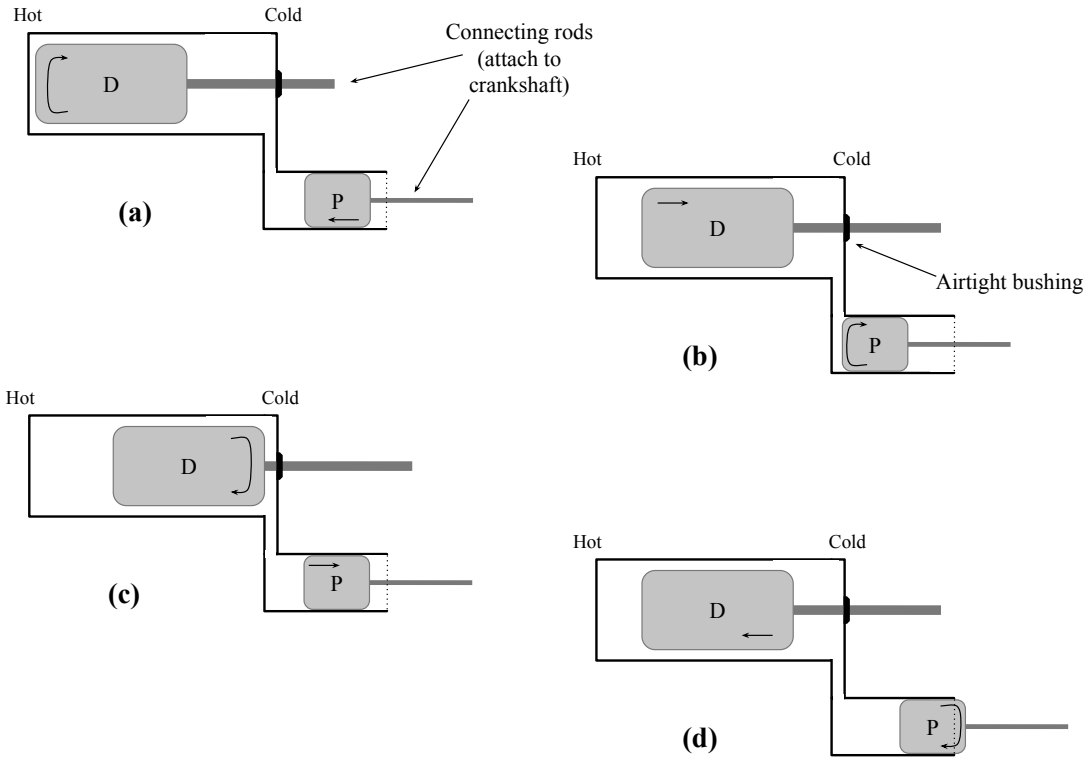 Hot
Cold
Connecting rods
(attach to
crankshaft)
D
P
(a)
Hot
Cold
D
Airtight bushing
P
(b)
Hot
Cold
D
P
(c)
Hot
Cold
D
P
(d)